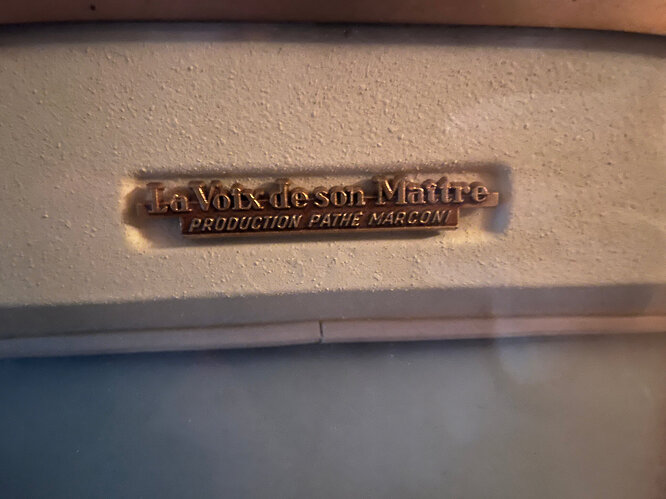 La Voix de son Maître
PRODUCTION PATHÉ MARCONI